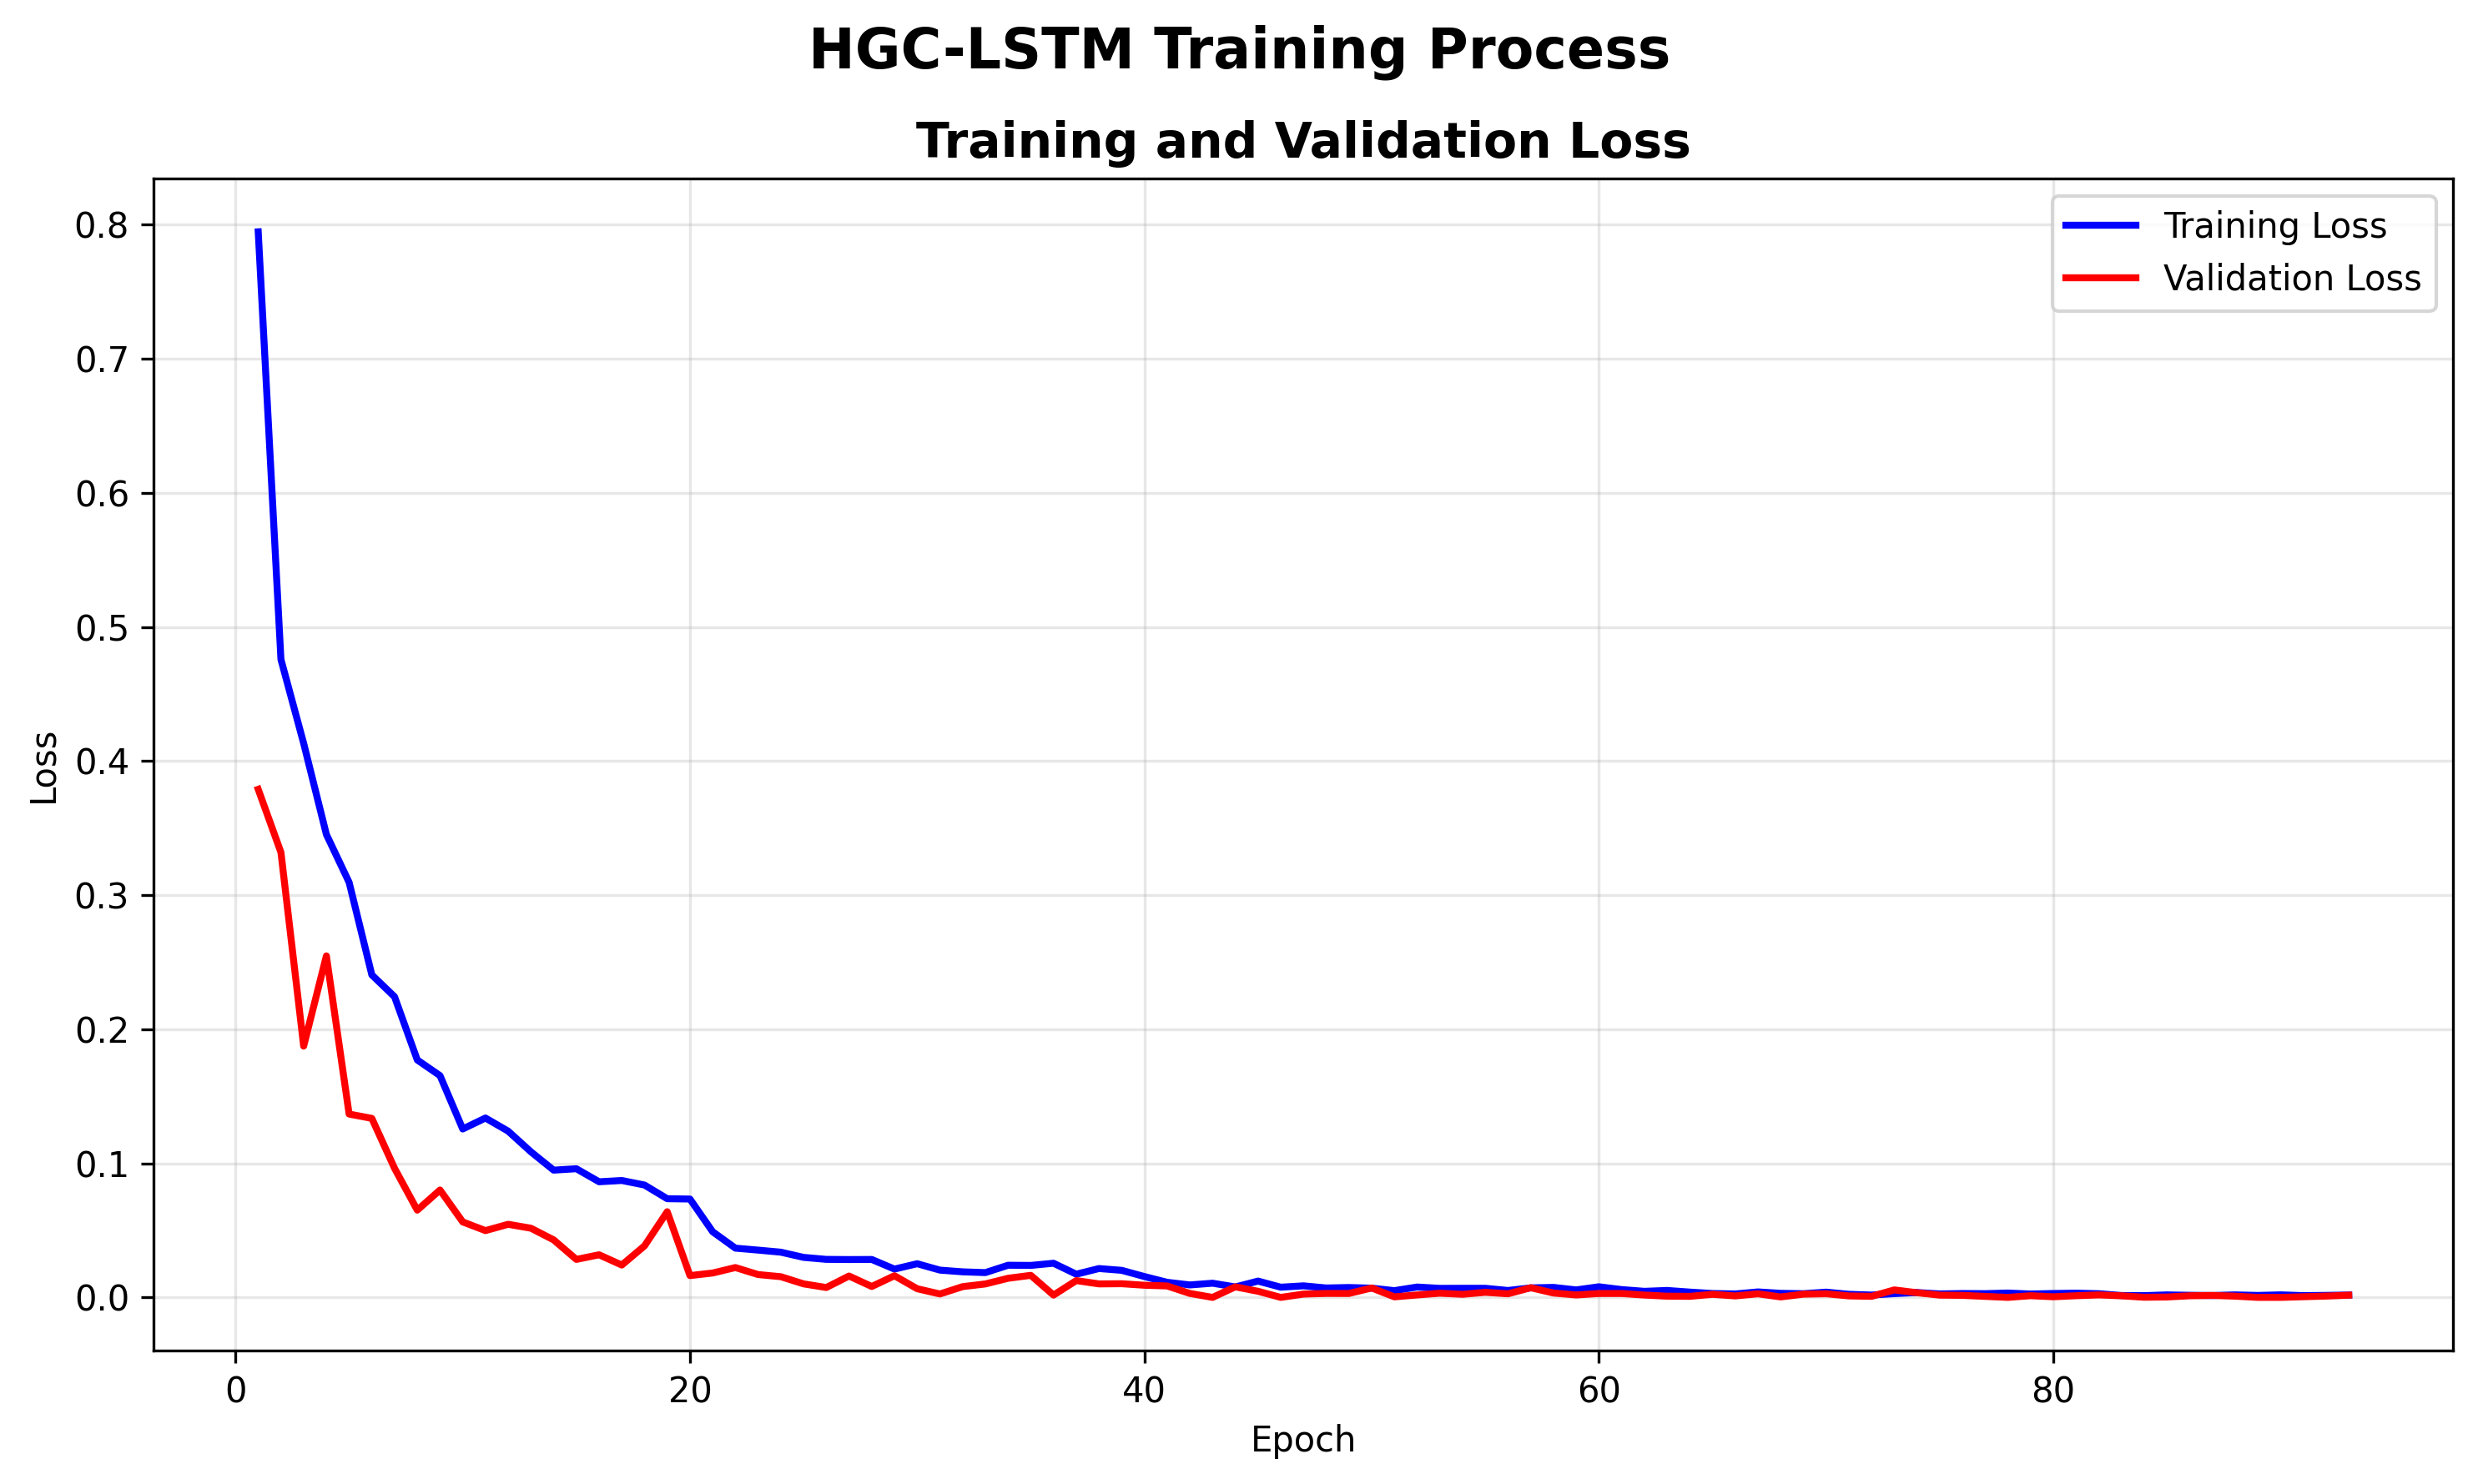 HGC-LSTM Training Process
Training and Validation Loss
Training Loss
Validation Loss
0.8
0.7
0.6
0.5
0.4
0.3
0.2
0.1
0.0
Loss
0 20 40 60 80
Epoch